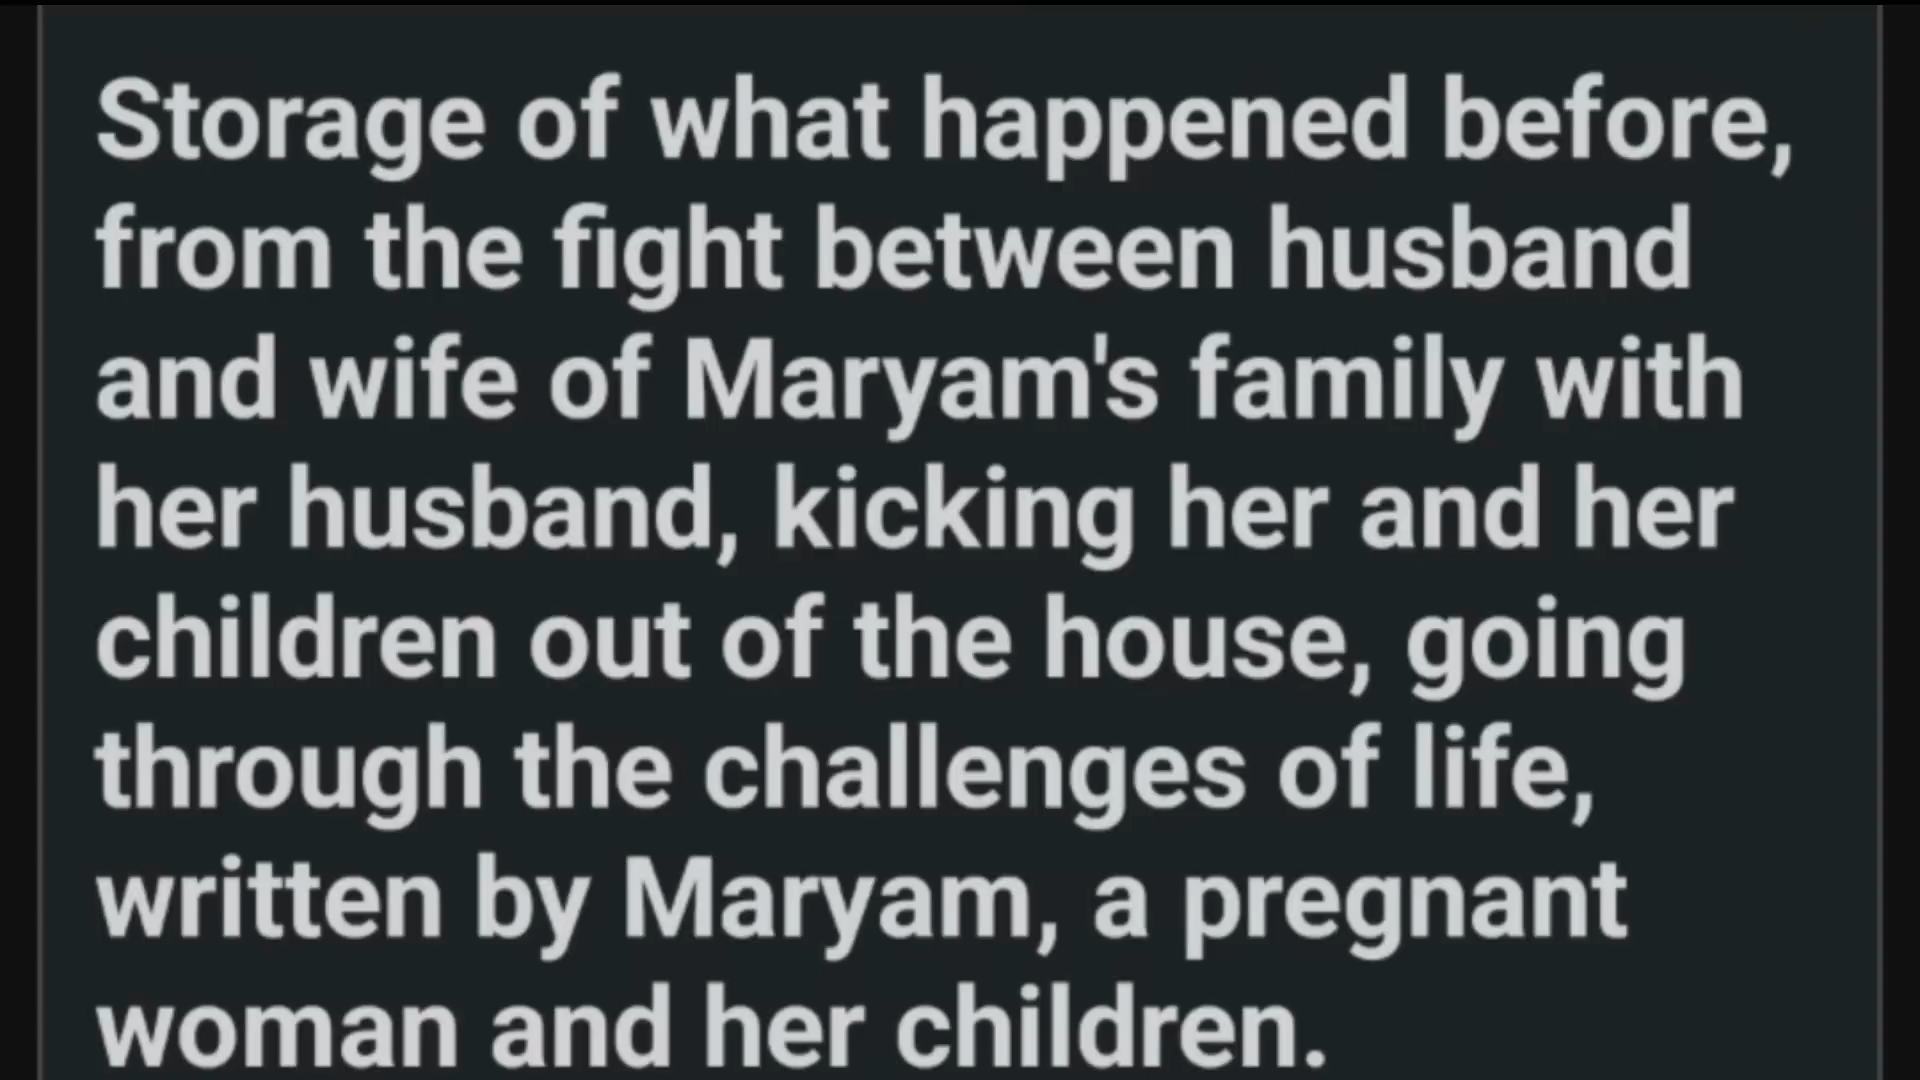 Storage of what happened before,
from the fight between husband
and wife of Maryam's family with
her husband, kicking her and her
children out of the house, going
through the challenges of life,
written by Maryam, a pregnant
woman and her children.